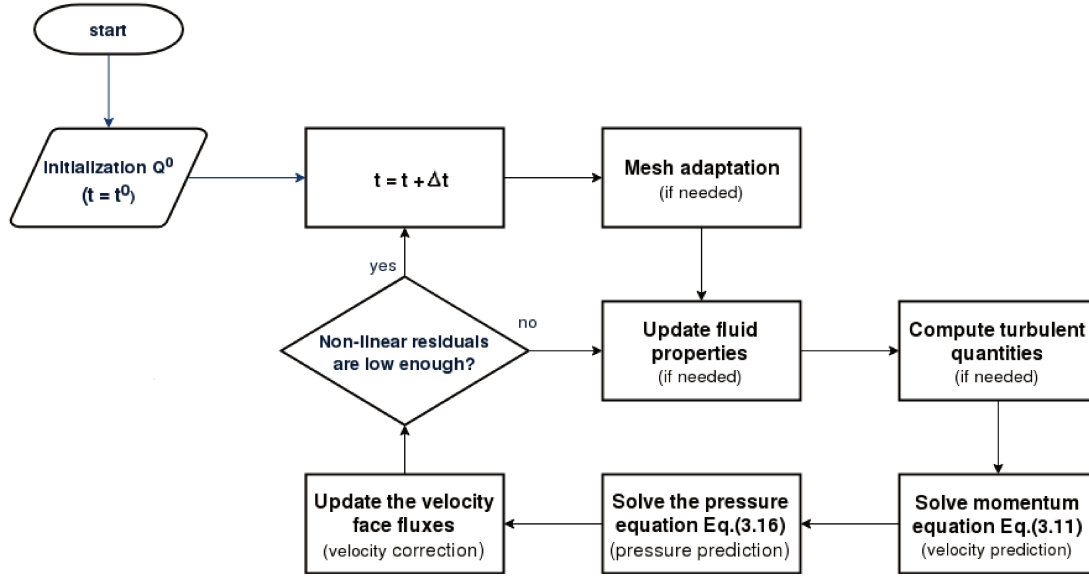 start
Initialization Q⁰
(t = t⁰)
t = t + Δt
Mesh adaptation
(if needed)
yes
Non-linear residuals
are low enough?
no
Update fluid
properties
(if needed)
Compute turbulent
quantities
(if needed)
Update the velocity
face fluxes
(velocity correction)
Solve the pressure
equation Eq.(3.16)
(pressure prediction)
Solve momentum
equation Eq.(3.11)
(velocity prediction)